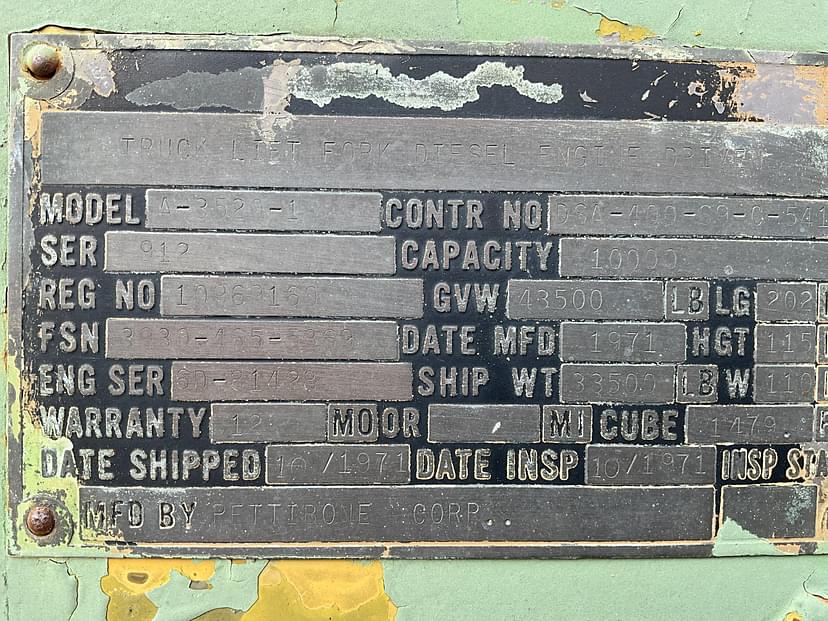 TRUCK LIFT FORK DIESEL ENGINE DRIVEN
MODEL CONTR NO
SER 912 CAPACITY 10000
REG NO GVW 43500 LB LG 202
FSN DATE MFD 1971 HGT 115
ENG SER SHIP WT 33500 LB W 110
WARRANTY 12 MO OR MI CUBE 1479
DATE SHIPPED 10/1971 DATE INSP 10/1971 INSP
MFD BY PETTIBONE CORP.